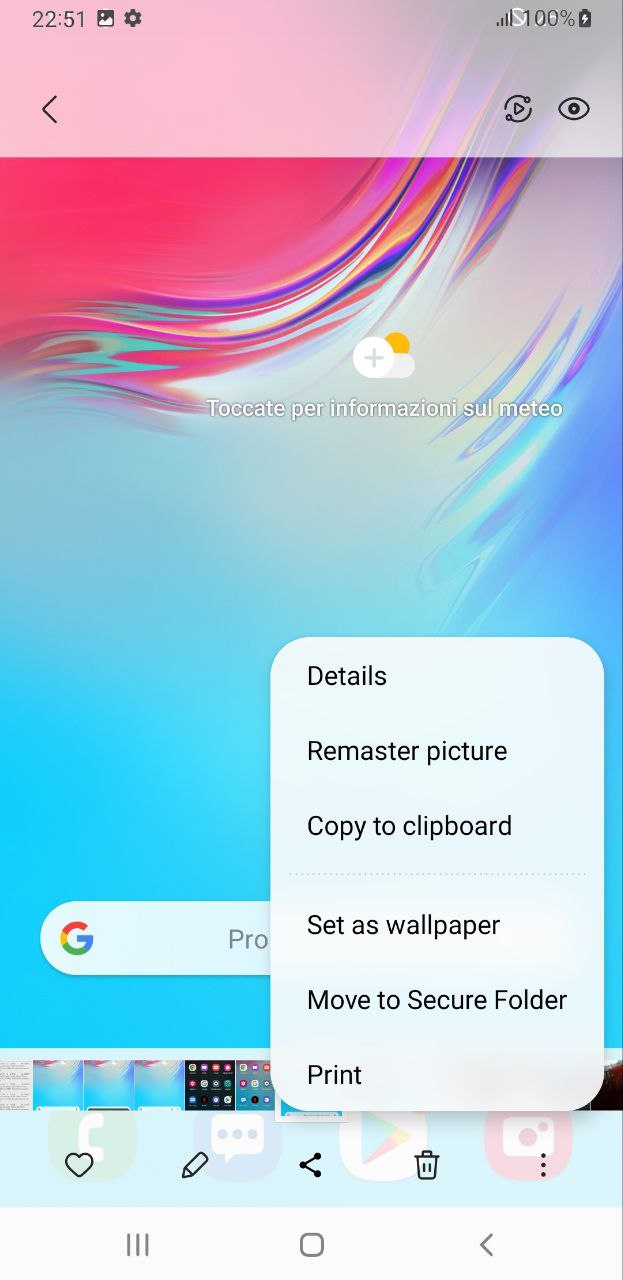 22:51
100%
Toccate per informazioni sul meteo
Details
Remaster picture
Copy to clipboard
Set as wallpaper
Pro
Move to Secure Folder
Print